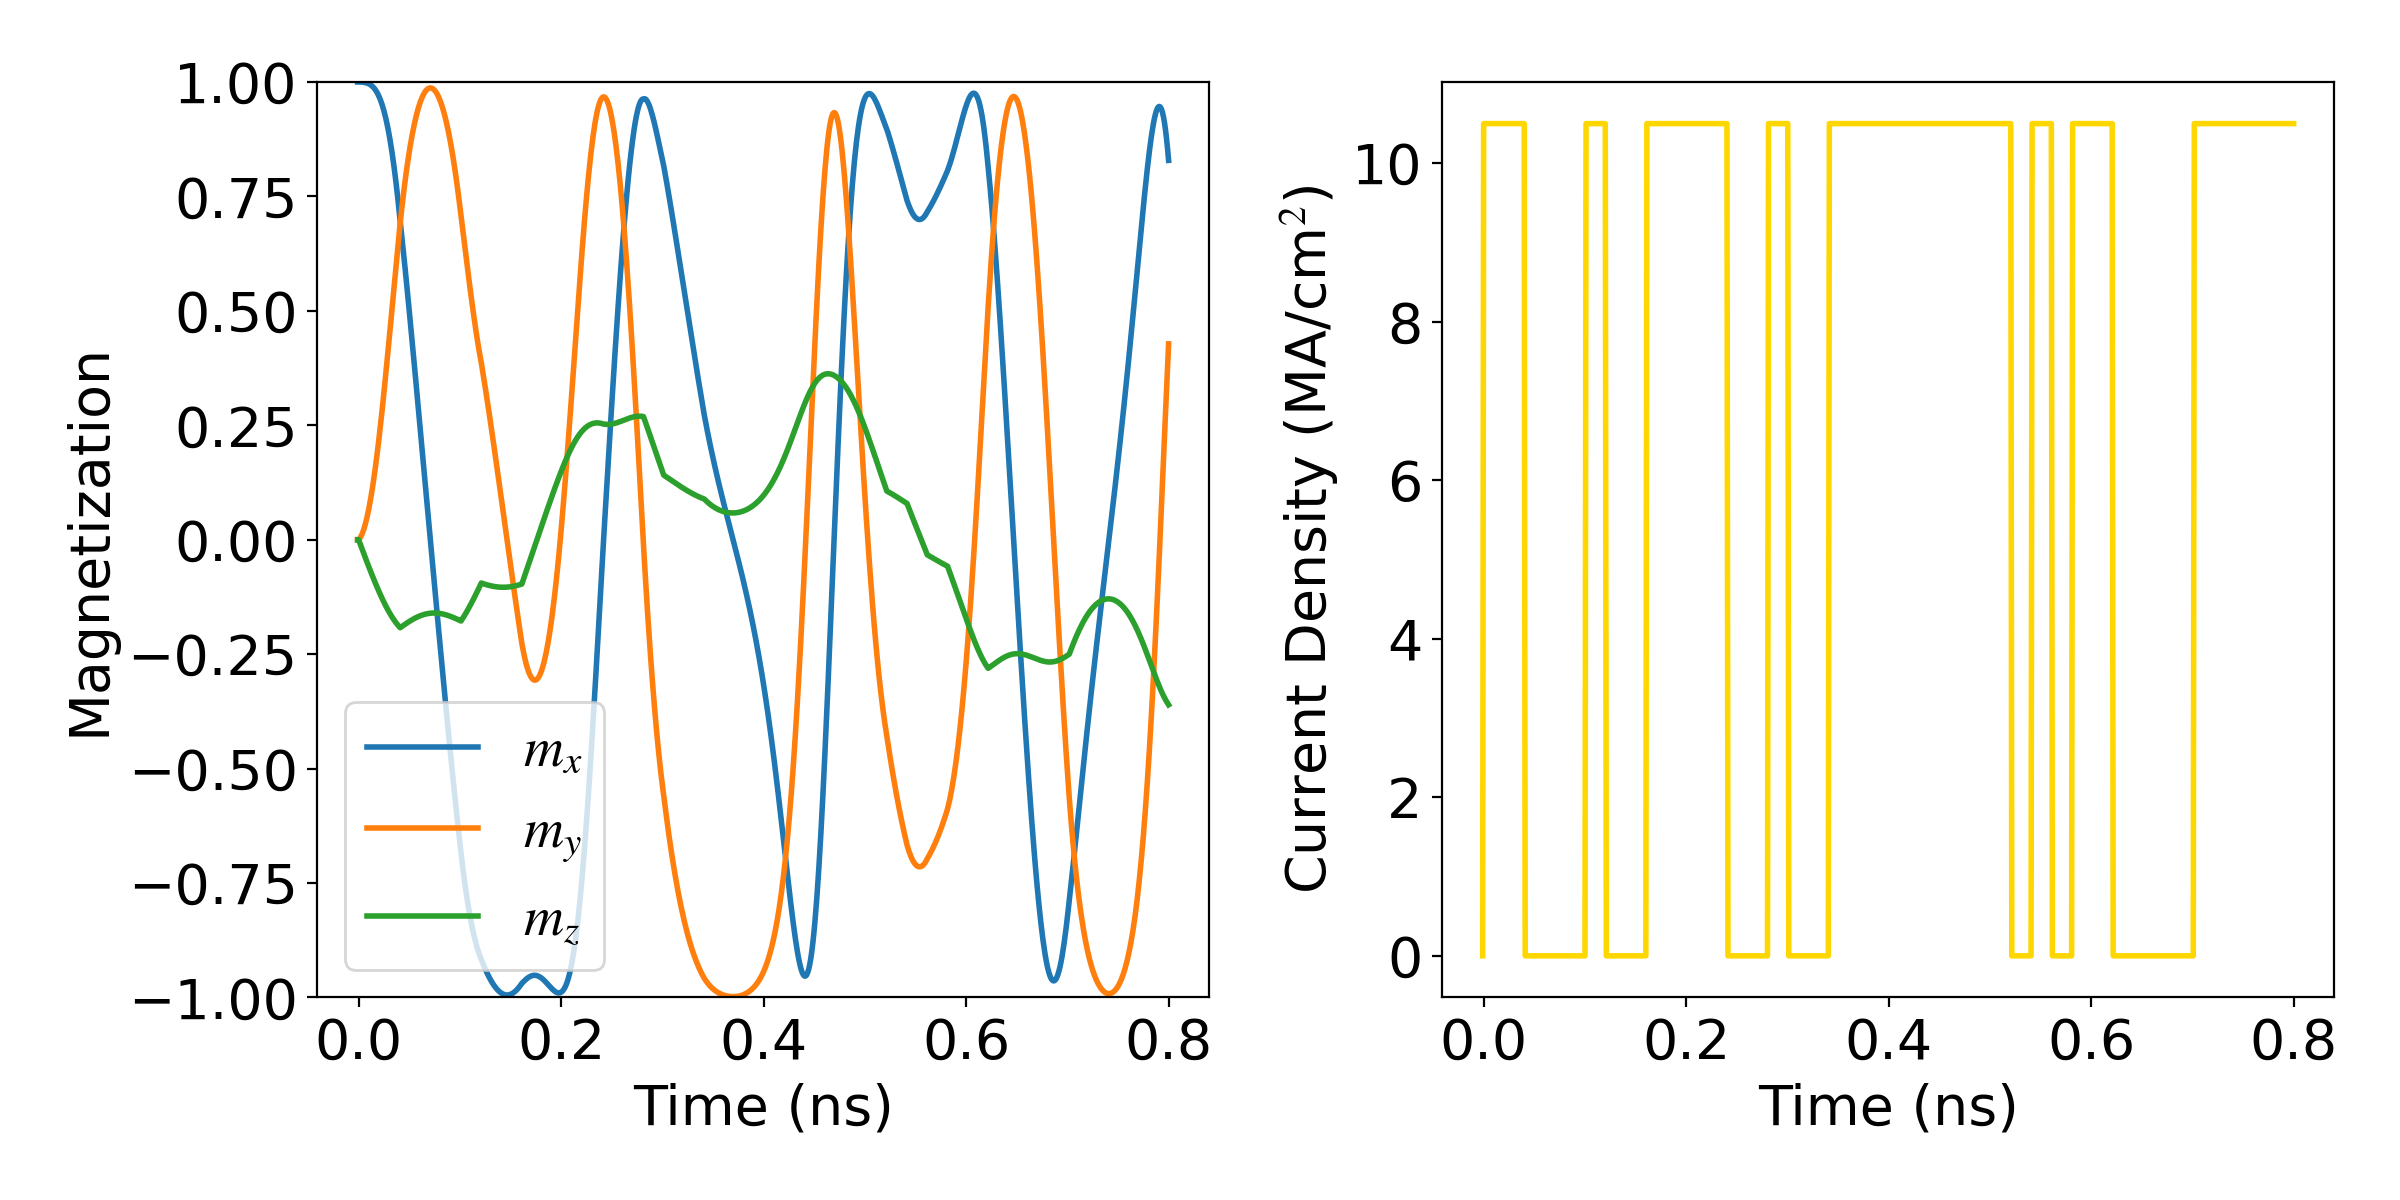 Magnetization
1.00
0.75
0.50
0.25
0.00
−0.25
−0.50
−0.75
−1.00
m_x
m_y
m_z
0.0 0.2 0.4 0.6 0.8
Time (ns)
Current Density (MA/cm²)
10
8
6
4
2
0
0.0 0.2 0.4 0.6 0.8
Time (ns)